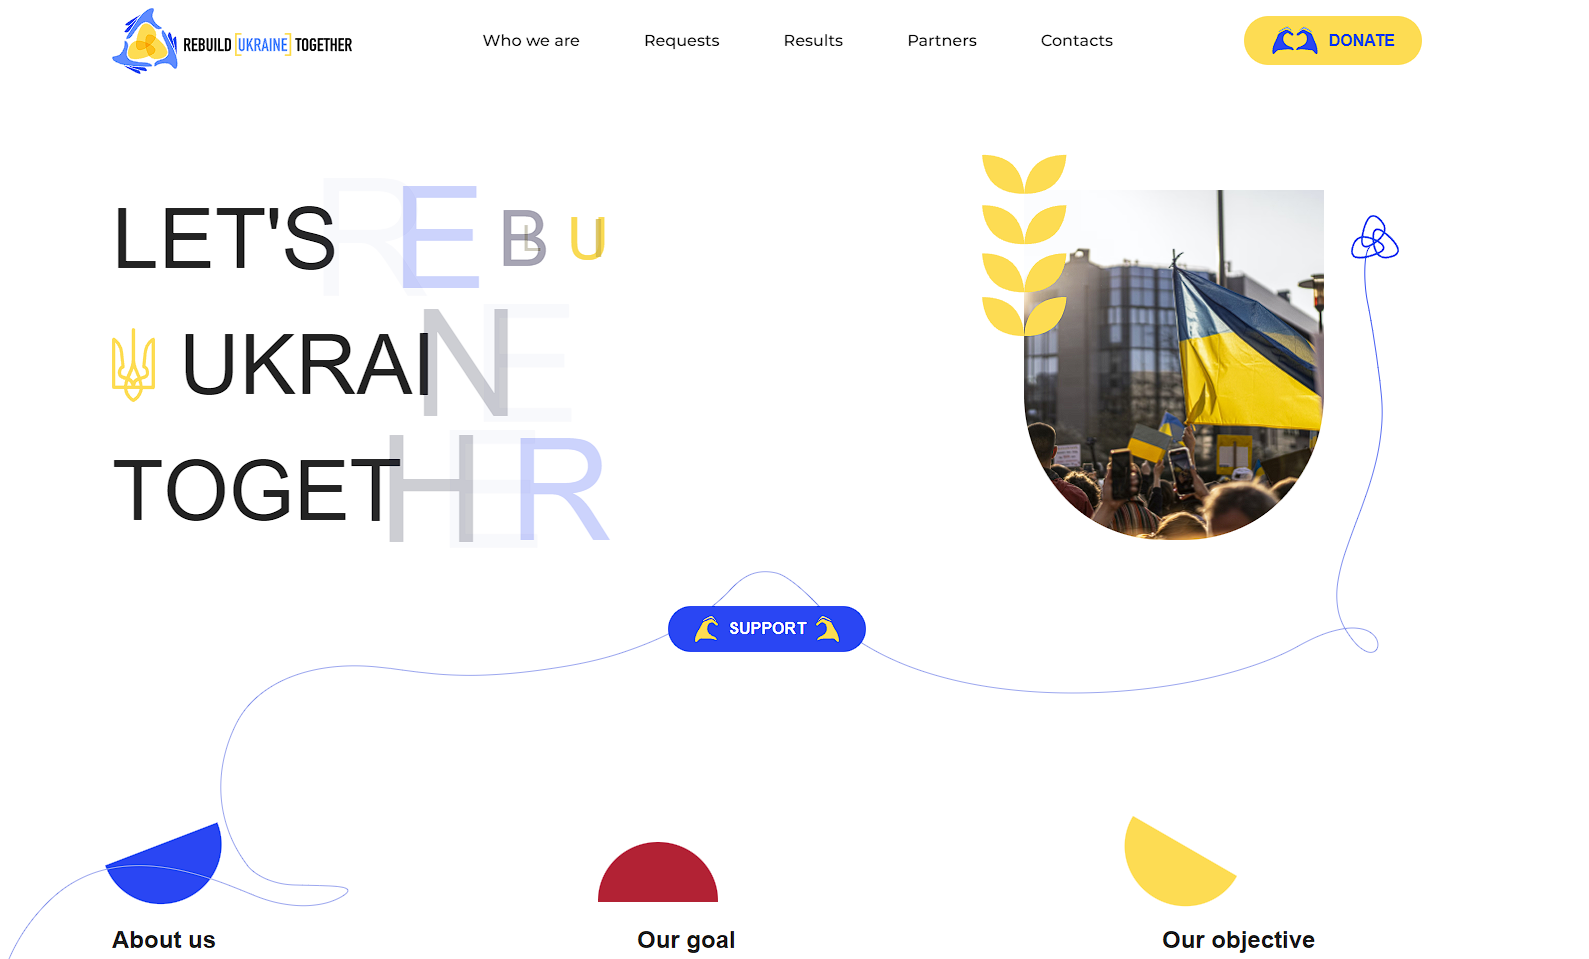 REBUILD [UKRAINE] TOGETHER
Who we are
Requests
Results
Partners
Contacts
DONATE
LET'S REBUL
UKRAINE
TOGETHER
SUPPORT
About us
Our goal
Our objective